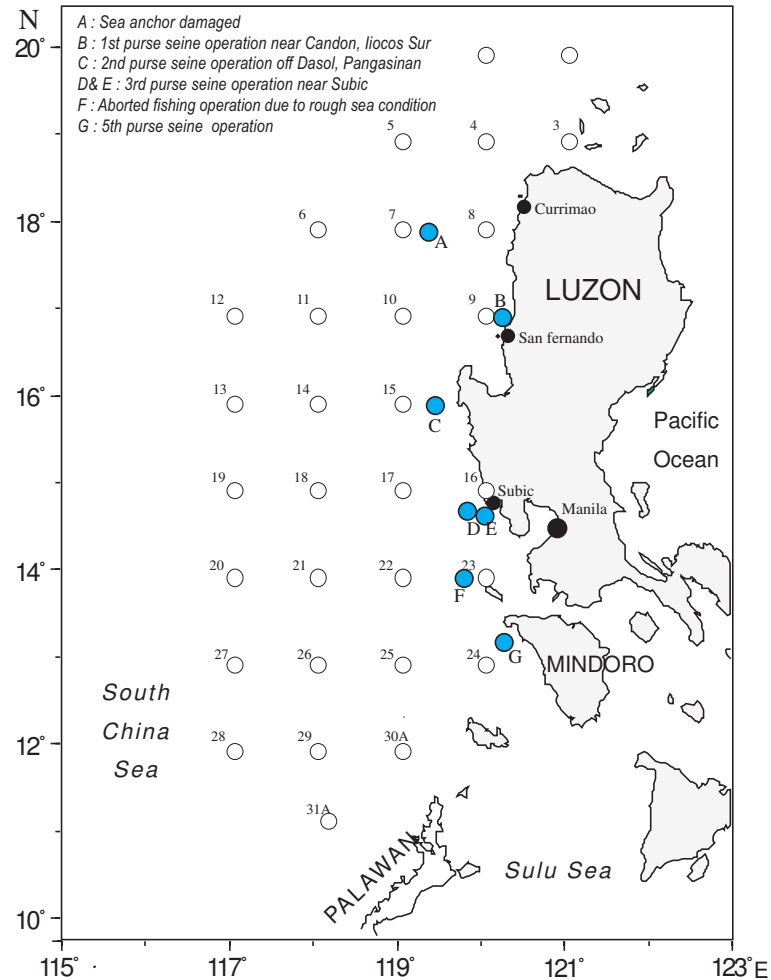 N
A : Sea anchor damaged
B : 1st purse seine operation near Candon, Iiocos Sur
C : 2nd purse seine operation off Dasol, Pangasinan
D& E : 3rd purse seine operation near Subic
F : Aborted fishing operation due to rough sea condition
G : 5th purse seine operation
20°
5 4 3
18°
6 7 8
A
Currimao
LUZON
12 11 10 9 B
San fernando
16°
13 14 15
C
Pacific
Ocean
19 18 17 16
Subic
Manila
D E
14°
20 21 22 23
F
27 26 25 24
G
MINDORO
South
China
Sea
12°
28 29 30A
31A
PALAWAN
Sulu Sea
10°
115° 117° 119° 121° 123° E